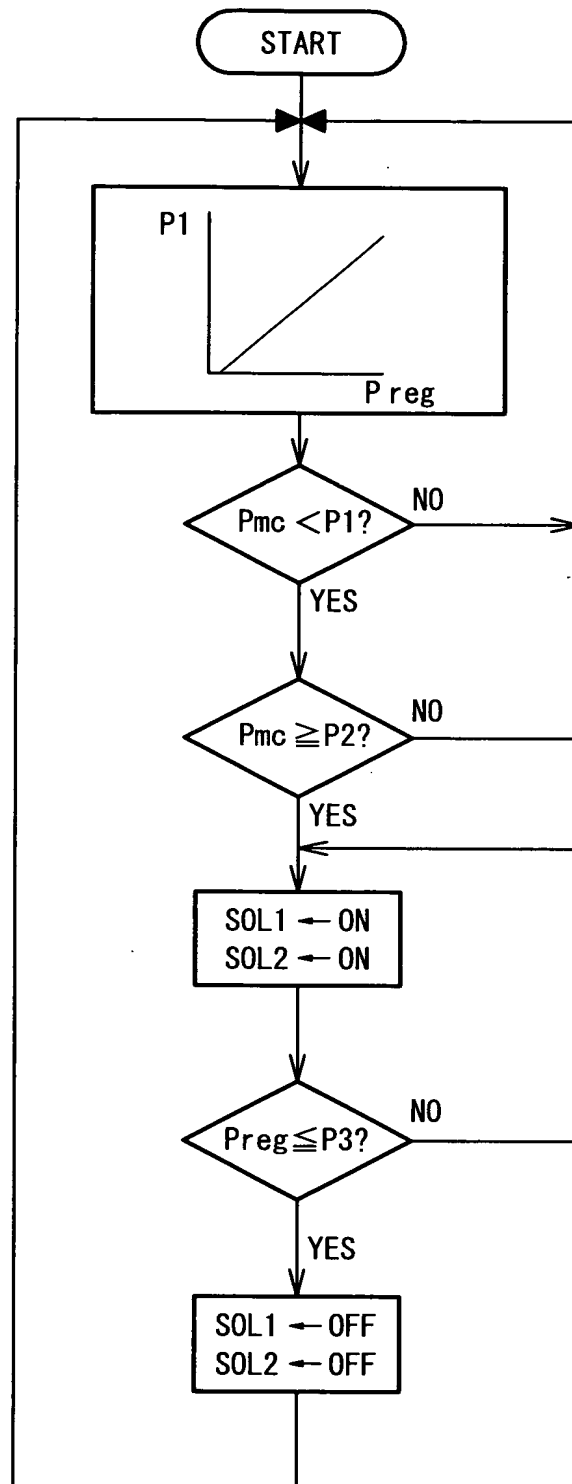 START
P1
P reg
Pmc <P1?
NO
YES
Pmc ≧P2?
NO
YES
SOL1 ← ON
SOL2 ← ON
Preg≦P3?
NO
YES
SOL1 ← OFF
SOL2 ← OFF